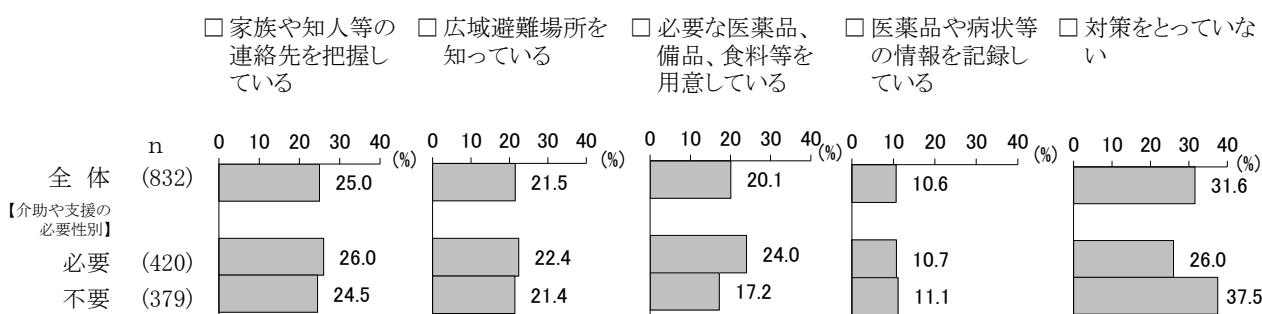 □ 家族や知人等の
連絡先を把握し
ている
□ 広域避難場所を
知っている
□ 必要な医薬品、
備品、食料等を
用意している
□ 医薬品や病状等
の情報を記録し
ている
□ 対策をとっていな
い
n
0 10 20 30 40 (%)
0 10 20 30 40 (%)
0 10 20 30 40 (%)
0 10 20 30 40 (%)
0 10 20 30 40 (%)
全 体 (832) 25.0 21.5 20.1 10.6 31.6
【介助や支援の
必要性別】
必要 (420) 26.0 22.4 24.0 10.7 26.0
不要 (379) 24.5 21.4 17.2 11.1 37.5